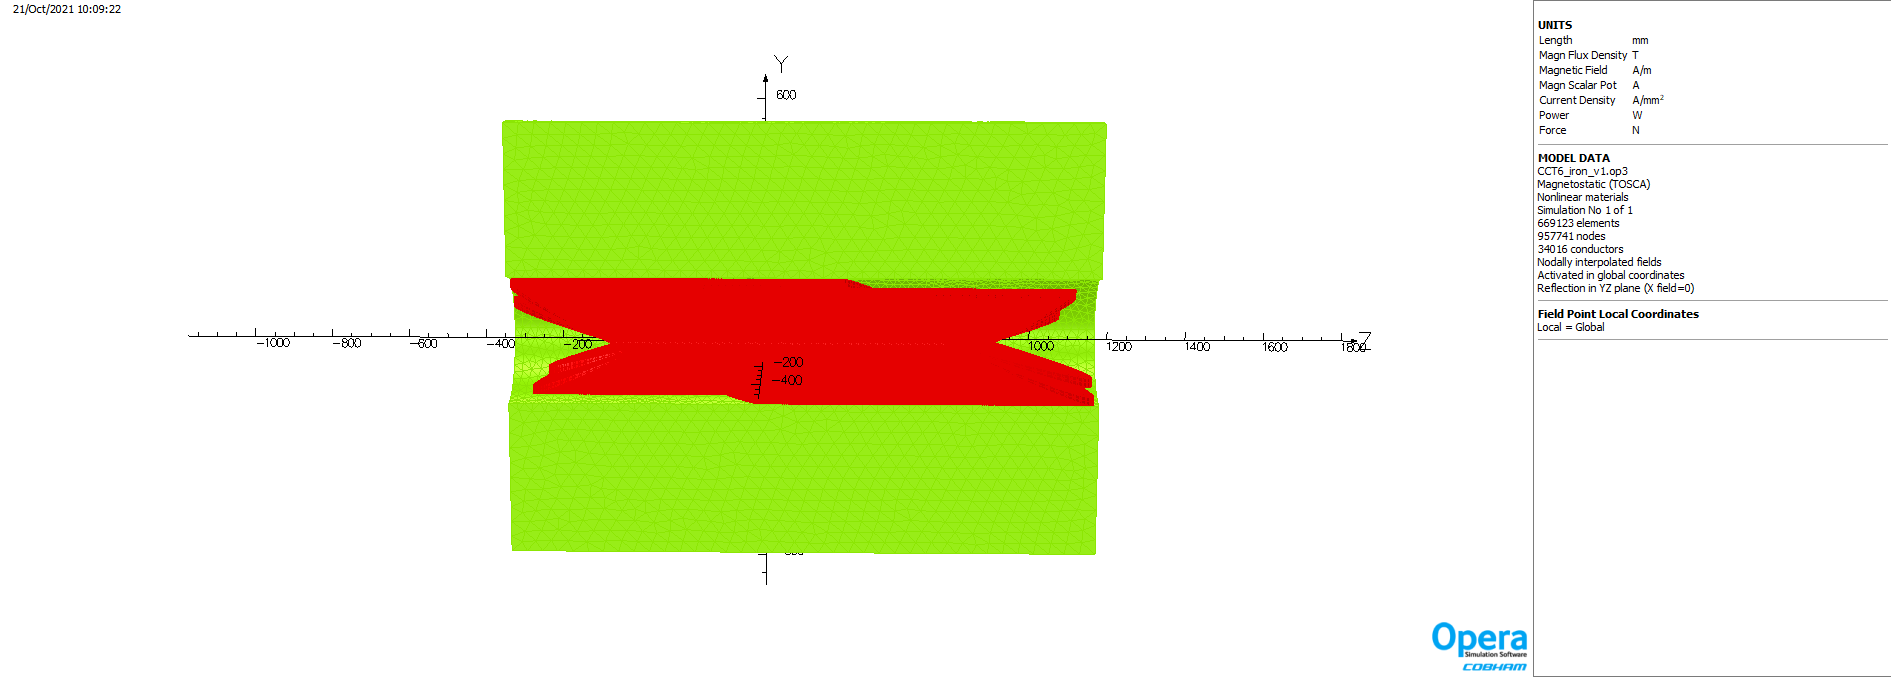 21/Oct/2021 10:09:22
Y
600
-1000 -800 -600 -400 -200 1000 1200 1400 1600 1800 Z
-200
-400
UNITS
Length mm
Magn Flux Density T
Magnetic Field A/m
Magn Scalar Pot A
Current Density A/mm²
Power W
Force N
MODEL DATA
CCT6_iron_v1.op3
Magnetostatic (TOSCA)
Nonlinear materials
Simulation No 1 of 1
669123 elements
957741 nodes
34016 conductors
Nodally interpolated fields
Activated in global coordinates
Reflection in YZ plane (X field=0)
Field Point Local Coordinates
Local = Global
Opera
Simulation Software
COBHAM